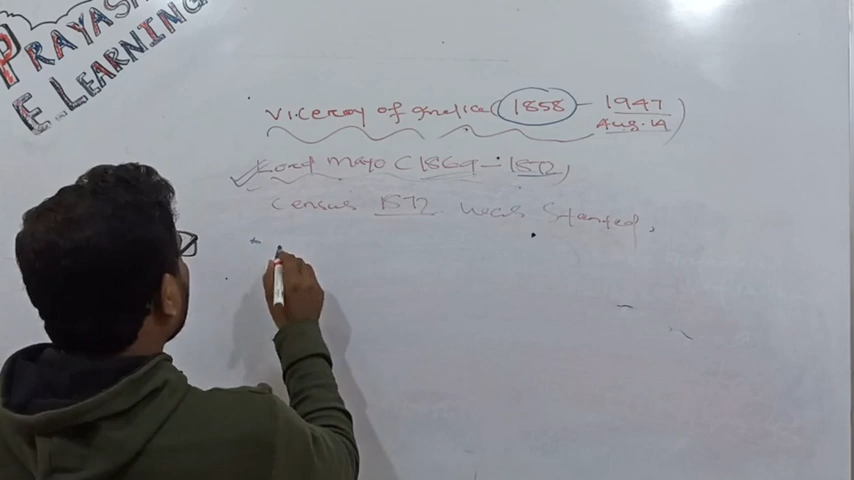 PRAYASH
E.LEARNING
Viceroy of India (1858 - 1947
Aug. 14)
Lord Mayo (1869 - 1872)
Census 1872 was Started.